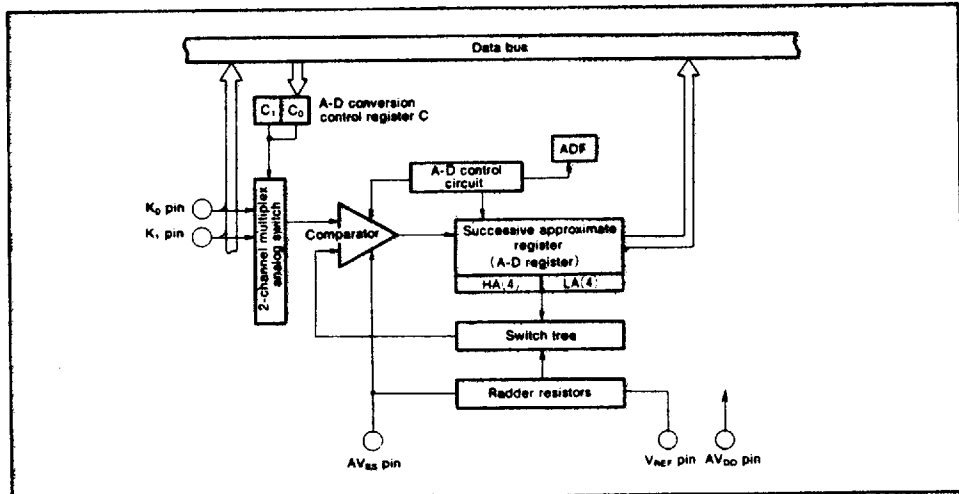 Data bus
C₁ C₀
A-D conversion
control register C
ADF
A-D control
circuit
K₀ pin
K₁ pin
2-channel multiplex
analog switch
Comparator
Successive approximate
register
(A-D register)
HA(4) LA(4)
Switch tree
Radder resistors
AVSS pin
VREF pin
AVDD pin